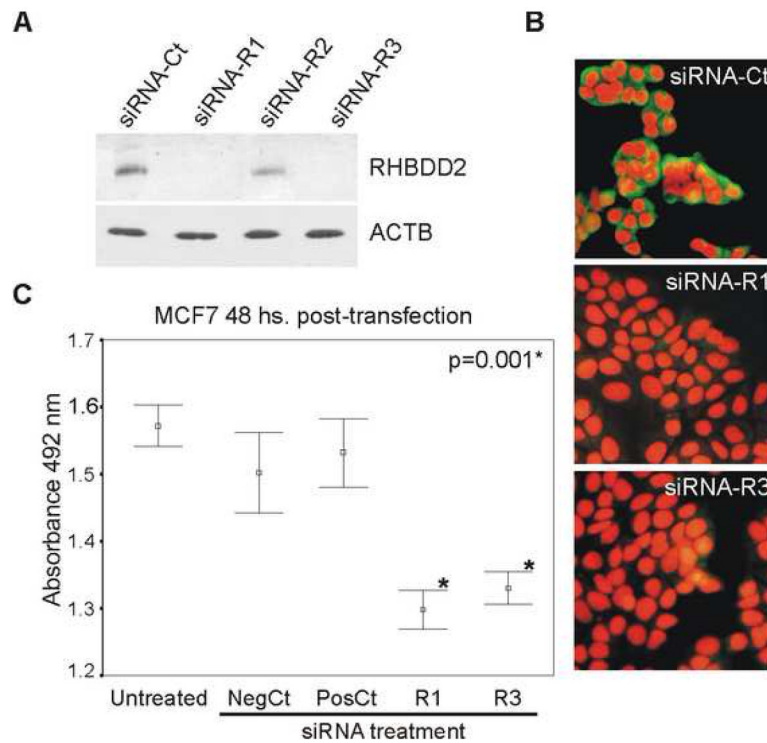 A
siRNA-Ct
siRNA-R1
siRNA-R2
siRNA-R3
RHBDD2
ACTB
B
siRNA-Ct
siRNA-R1
siRNA-R3
C
MCF7 48 hs. post-transfection
p=0.001*
Absorbance 492 nm
1.7
1.6
1.5
1.4
1.3
1.2
*
*
Untreated NegCt PosCt R1 R3
siRNA treatment